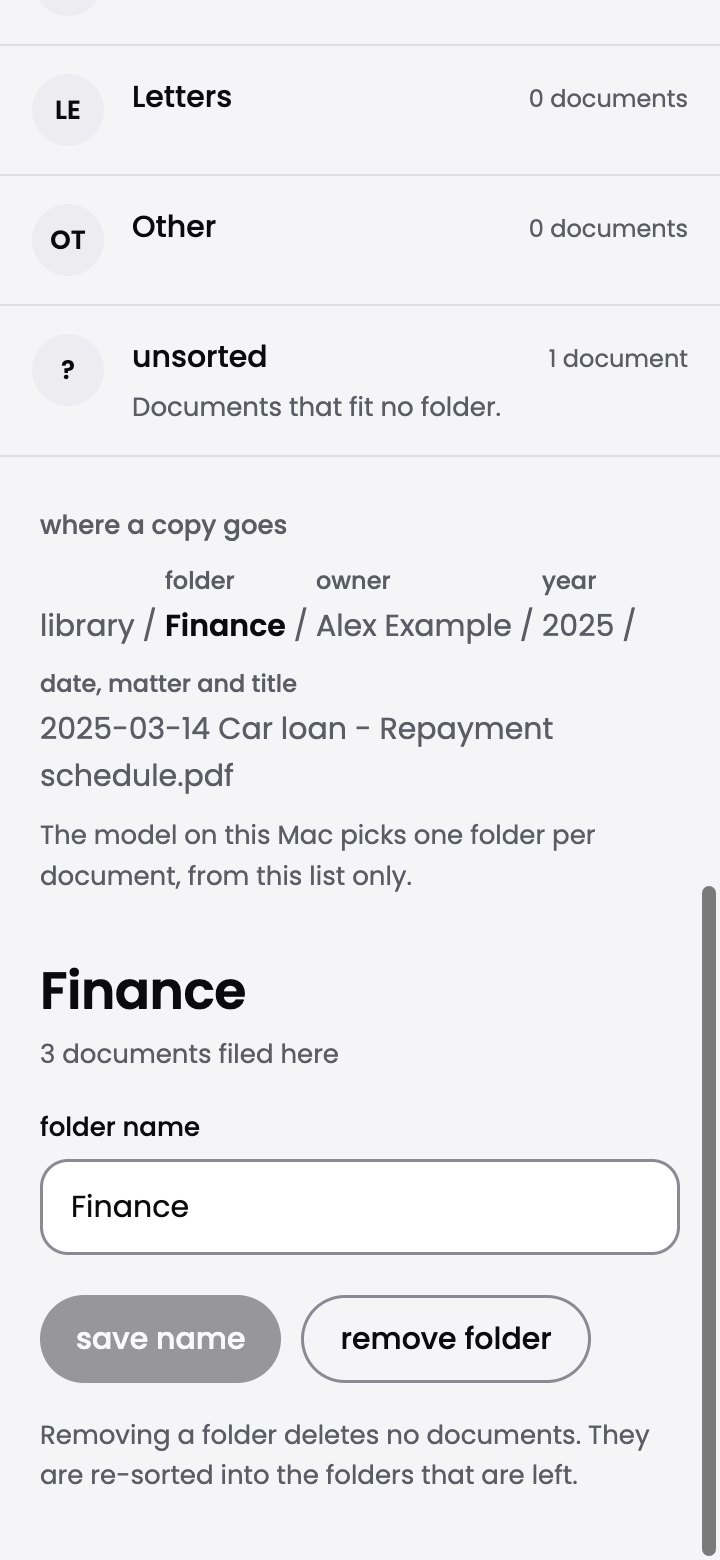 LE Letters 0 documents
OT Other 0 documents
? unsorted 1 document
Documents that fit no folder.
where a copy goes
folder owner year
library / Finance / Alex Example / 2025 /
date, matter and title
2025-03-14 Car loan - Repayment
schedule.pdf
The model on this Mac picks one folder per
document, from this list only.
Finance
3 documents filed here
folder name
Finance
save name remove folder
Removing a folder deletes no documents. They
are re-sorted into the folders that are left.